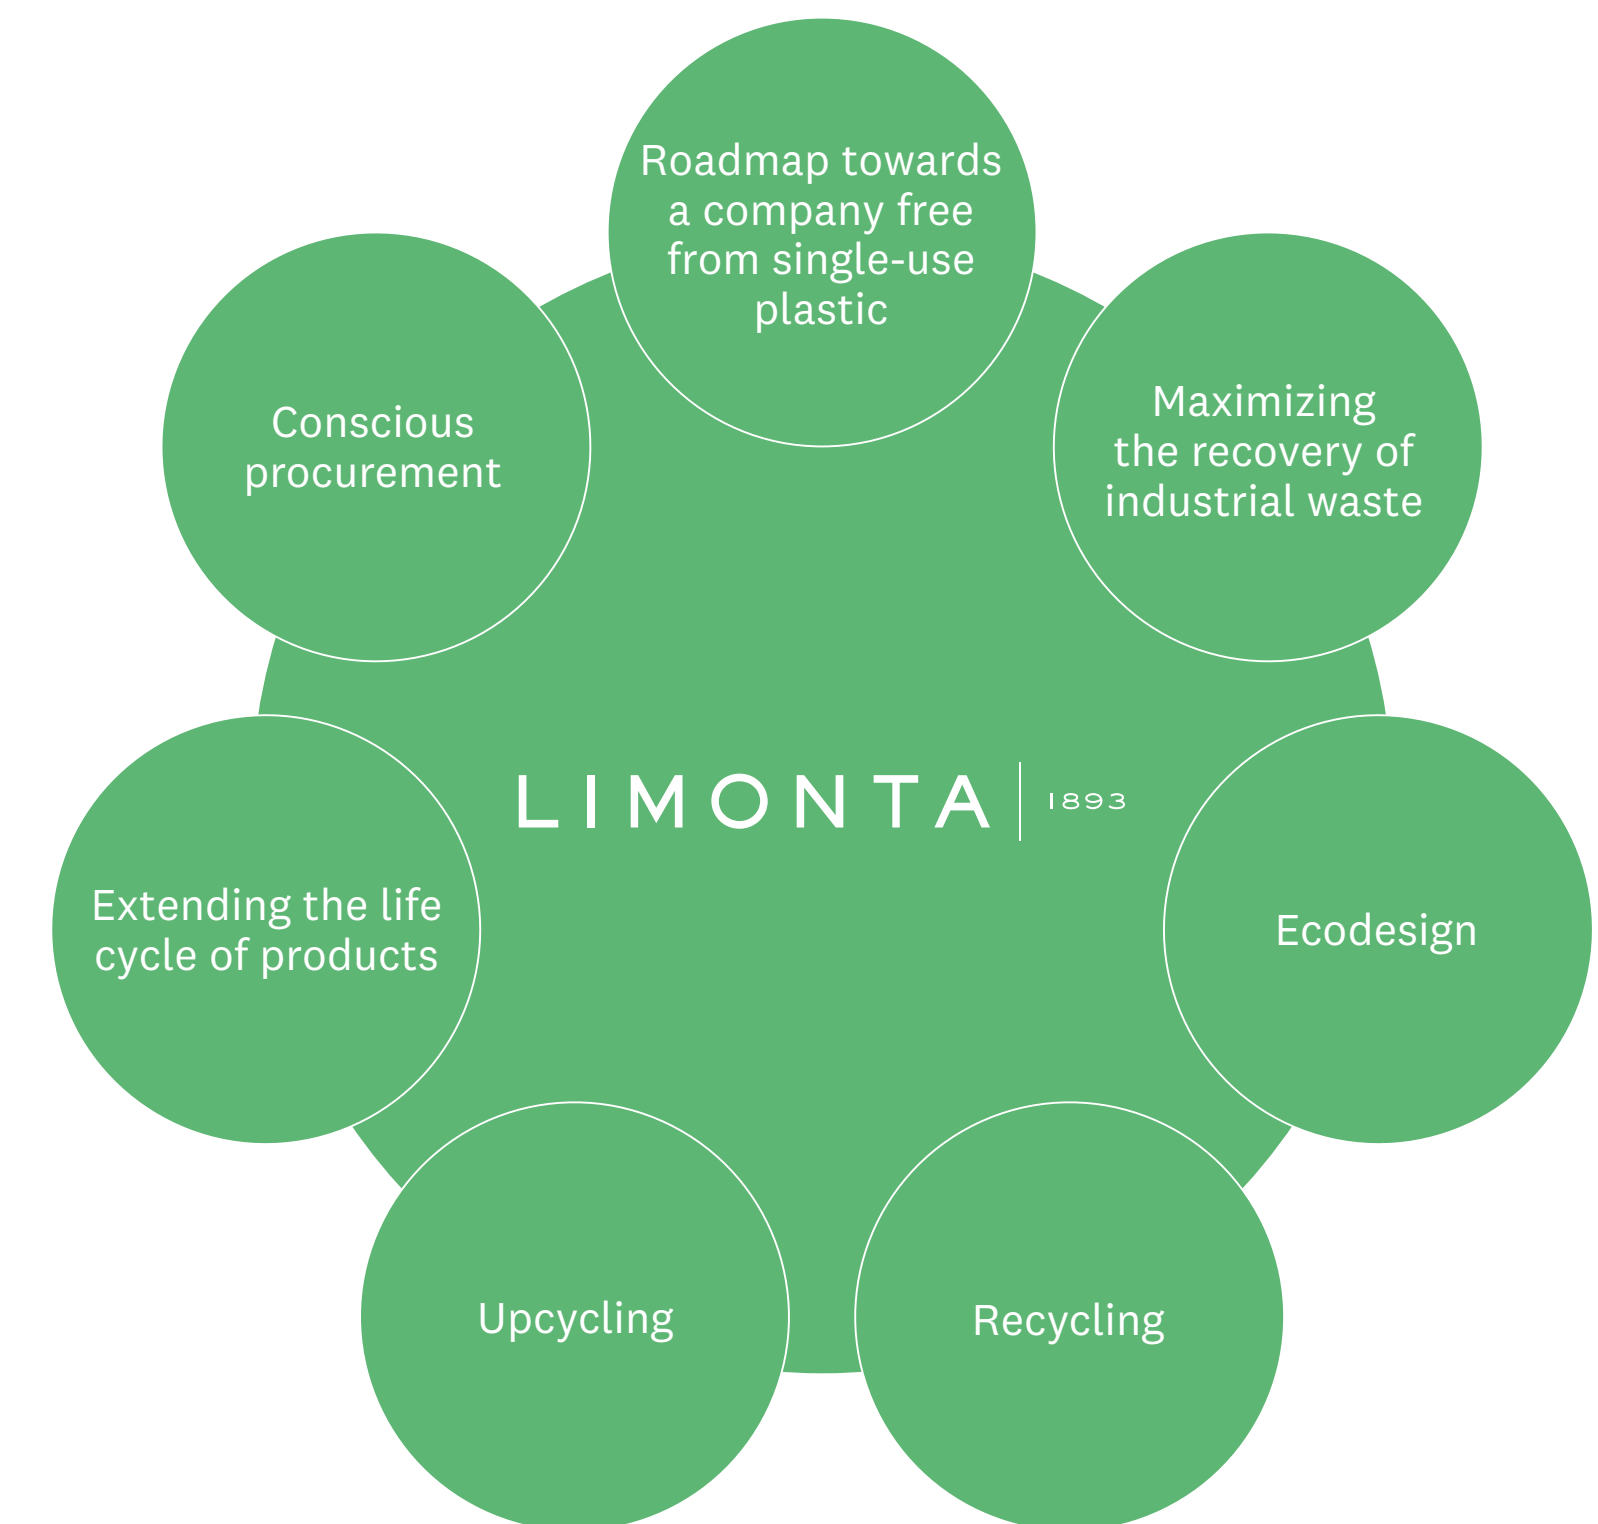 Roadmap towards
a company free
from single-use
plastic
Maximizing
the recovery of
industrial waste
Conscious
procurement
LIMONTA 1893
Extending the life
cycle of products
Ecodesign
Upcycling
Recycling